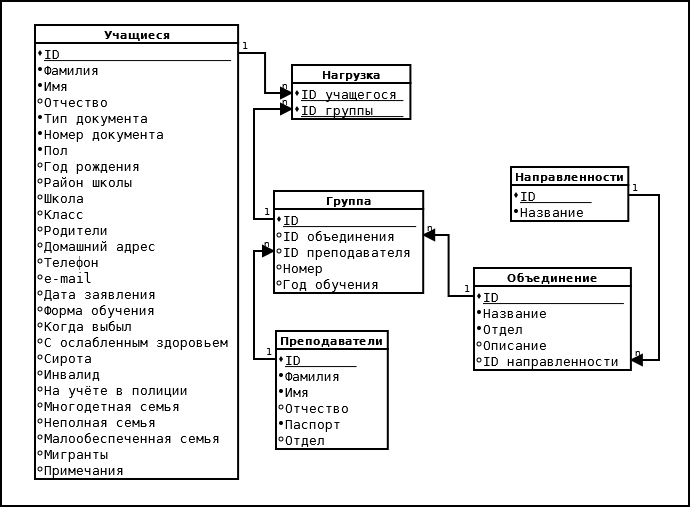 Учащиеся
ID
Фамилия
Имя
Отчество
Тип документа
Номер документа
Пол
Год рождения
Район школы
Школа
Класс
Родители
Домашний адрес
Телефон
e-mail
Дата заявления
Форма обучения
Когда выбыл
С ослабленным здоровьем
Сирота
Инвалид
На учёте в полиции
Многодетная семья
Неполная семья
Малообеспеченная семья
Мигранты
Примечания
1
Нагрузка
n
ID учащегося
n
ID группы
Группа
1
ID
ID объединения
n
ID преподавателя
Номер
Год обучения
n
Преподаватели
1
ID
Фамилия
Имя
Отчество
Паспорт
Отдел
Направленности
ID
Название
1
Объединение
1
ID
Название
Отдел
Описание
ID направленности
n